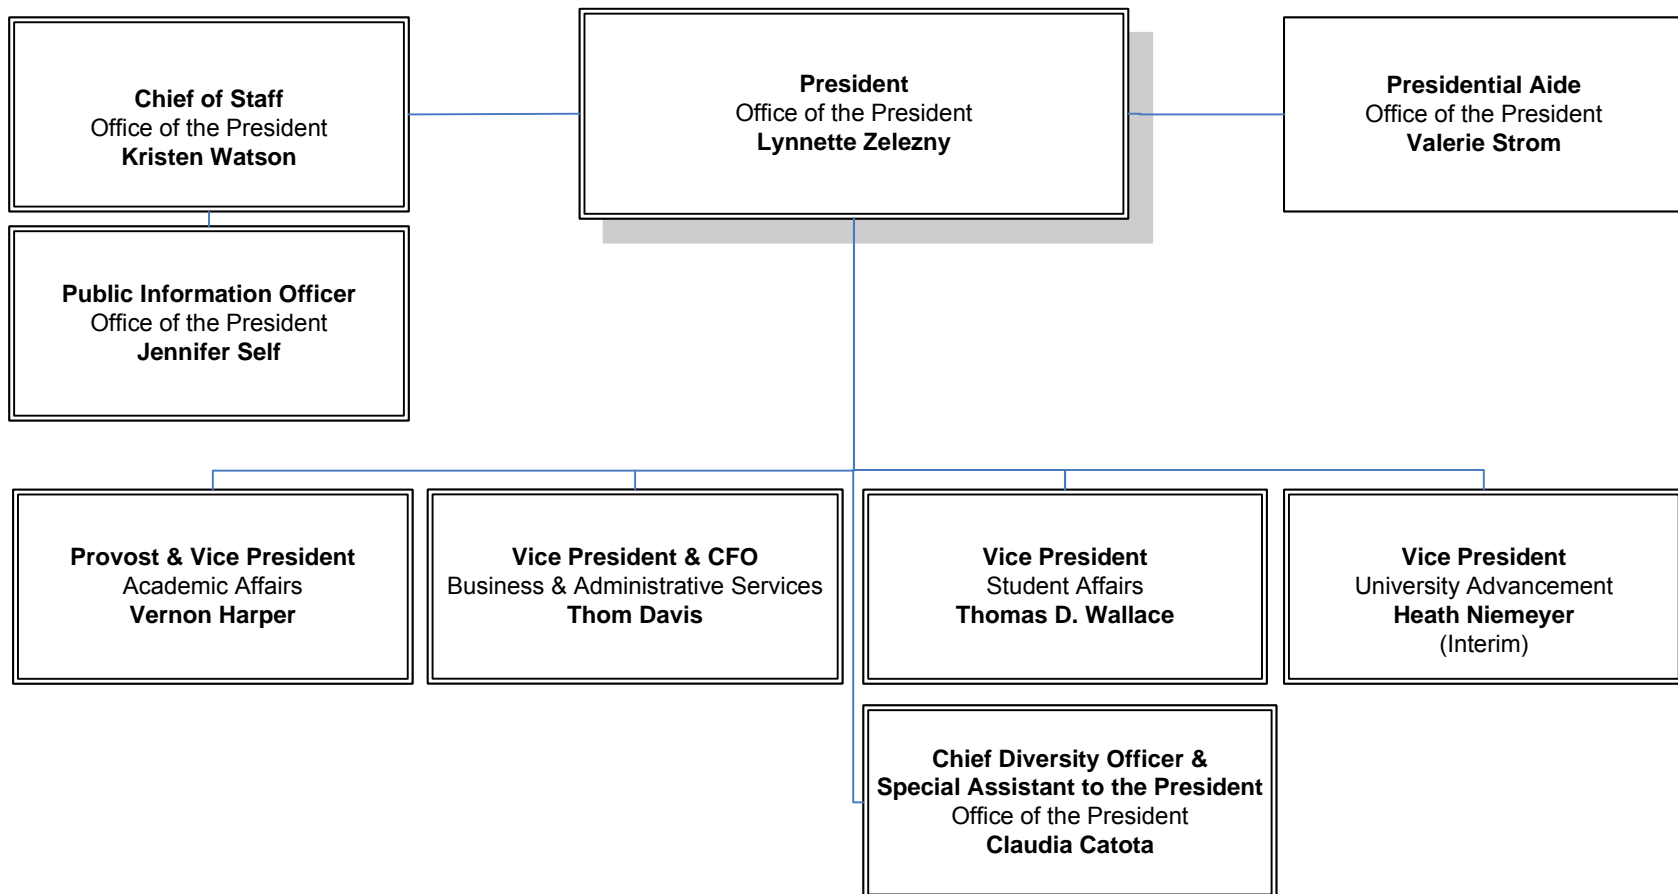 Chief of Staff
Office of the President
Kristen Watson
President
Office of the President
Lynnette Zelezny
Presidential Aide
Office of the President
Valerie Strom
Public Information Officer
Office of the President
Jennifer Self
Provost & Vice President
Academic Affairs
Vernon Harper
Vice President & CFO
Business & Administrative Services
Thom Davis
Vice President
Student Affairs
Thomas D. Wallace
Vice President
University Advancement
Heath Niemeyer
(Interim)
Chief Diversity Officer &
Special Assistant to the President
Office of the President
Claudia Catota